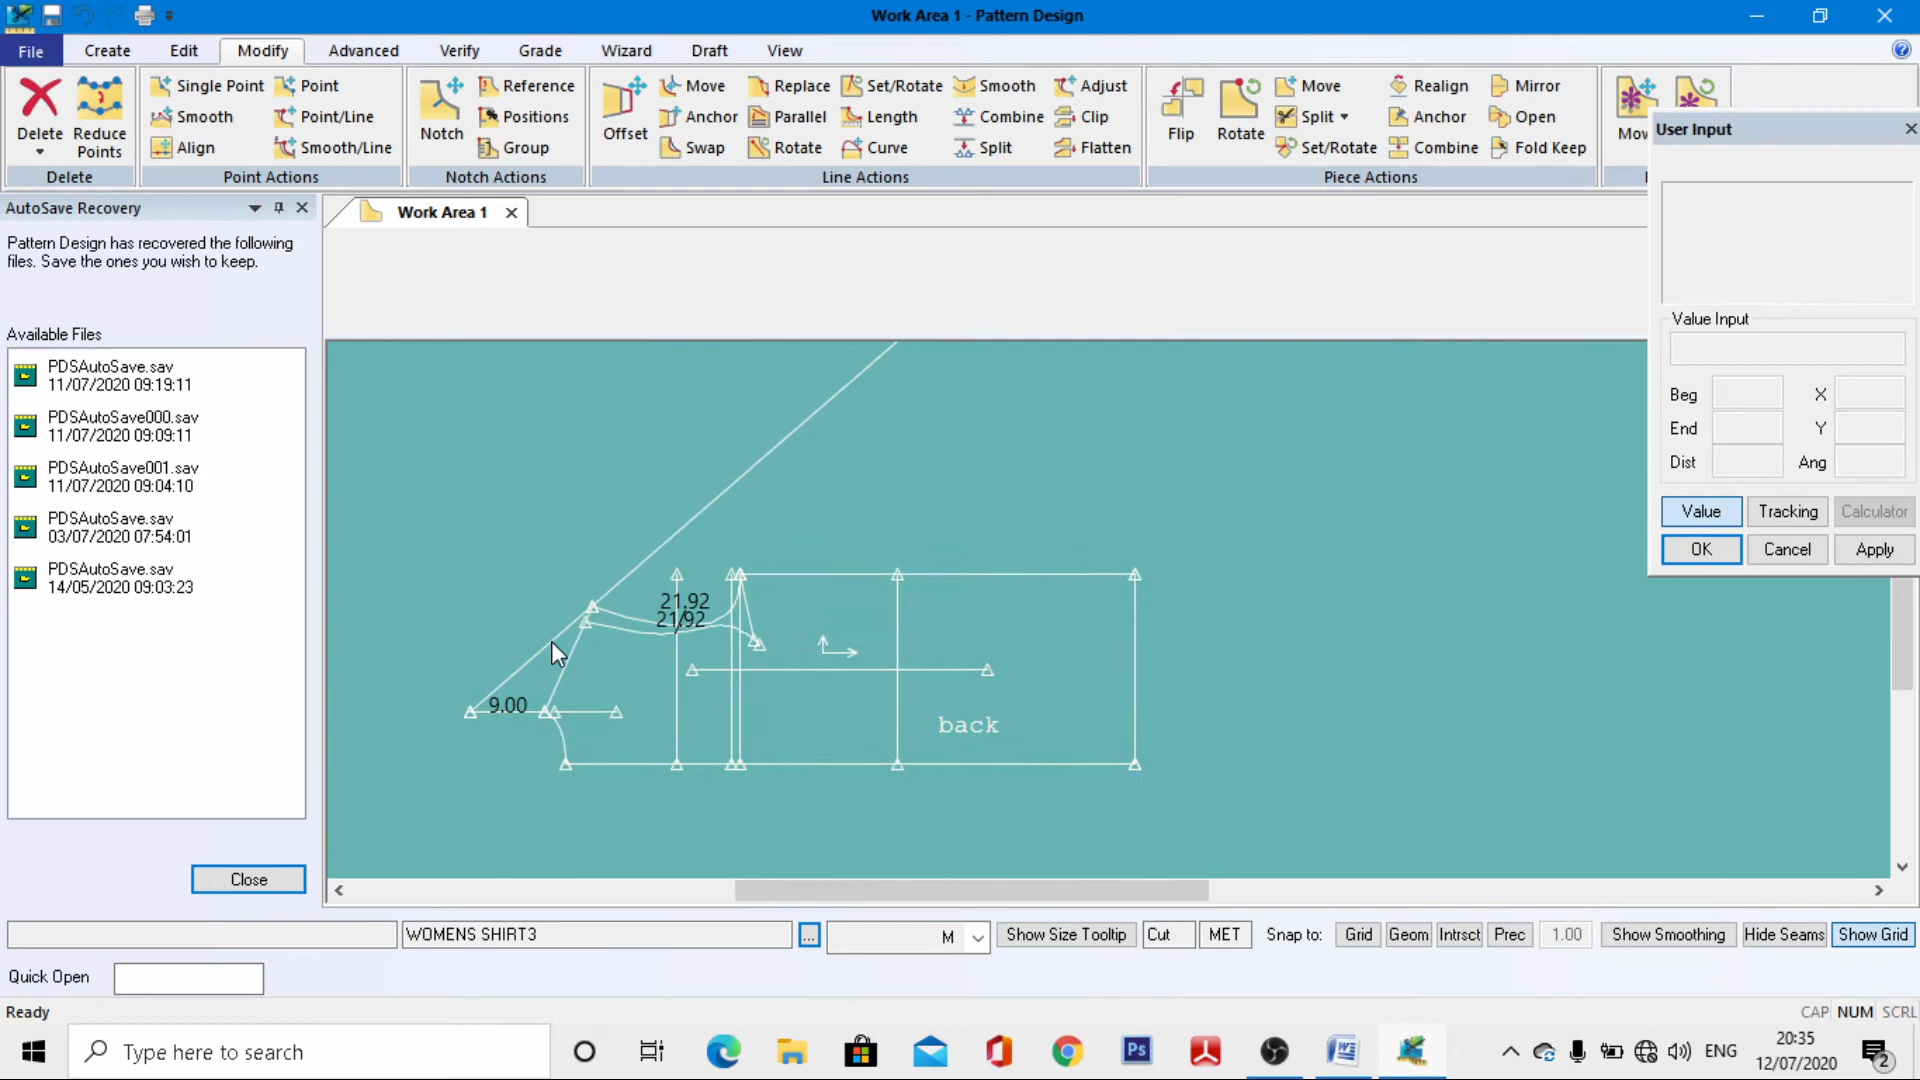 Work Area 1 - Pattern Design
File Create Edit Modify Advanced Verify Grade Wizard Draft View
Single Point Point Reference Move Replace Set/Rotate Smooth Adjust Move Realign Mirror
Smooth Point/Line Positions Anchor Parallel Length Combine Clip Split Anchor Open
Delete Reduce Points Notch Offset Flip Rotate Mov
Align Smooth/Line Group Swap Rotate Curve Split Flatten Set/Rotate Combine Fold Keep
Delete Point Actions Notch Actions Line Actions Piece Actions
User Input
AutoSave Recovery
Work Area 1
Pattern Design has recovered the following
files. Save the ones you wish to keep.
Available Files
PDSAutoSave.sav
11/07/2020 09:19:11
PDSAutoSave000.sav
11/07/2020 09:09:11
PDSAutoSave001.sav
11/07/2020 09:04:10
PDSAutoSave.sav
03/07/2020 07:54:01
PDSAutoSave.sav
14/05/2020 09:03:23
Close
21.92
21.92
9.00
back
Value Input
Beg X
End Y
Dist Ang
Value Tracking Calculator
OK Cancel Apply
WOMENS SHIRT3 ... M Show Size Tooltip Cut MET Snap to: Grid Geom Intrsct Prec 1.00 Show Smoothing Hide Seams Show Grid
Quick Open
Ready CAP NUM SCRL
Type here to search
Ps
W
ENG
20:35
12/07/2020
2